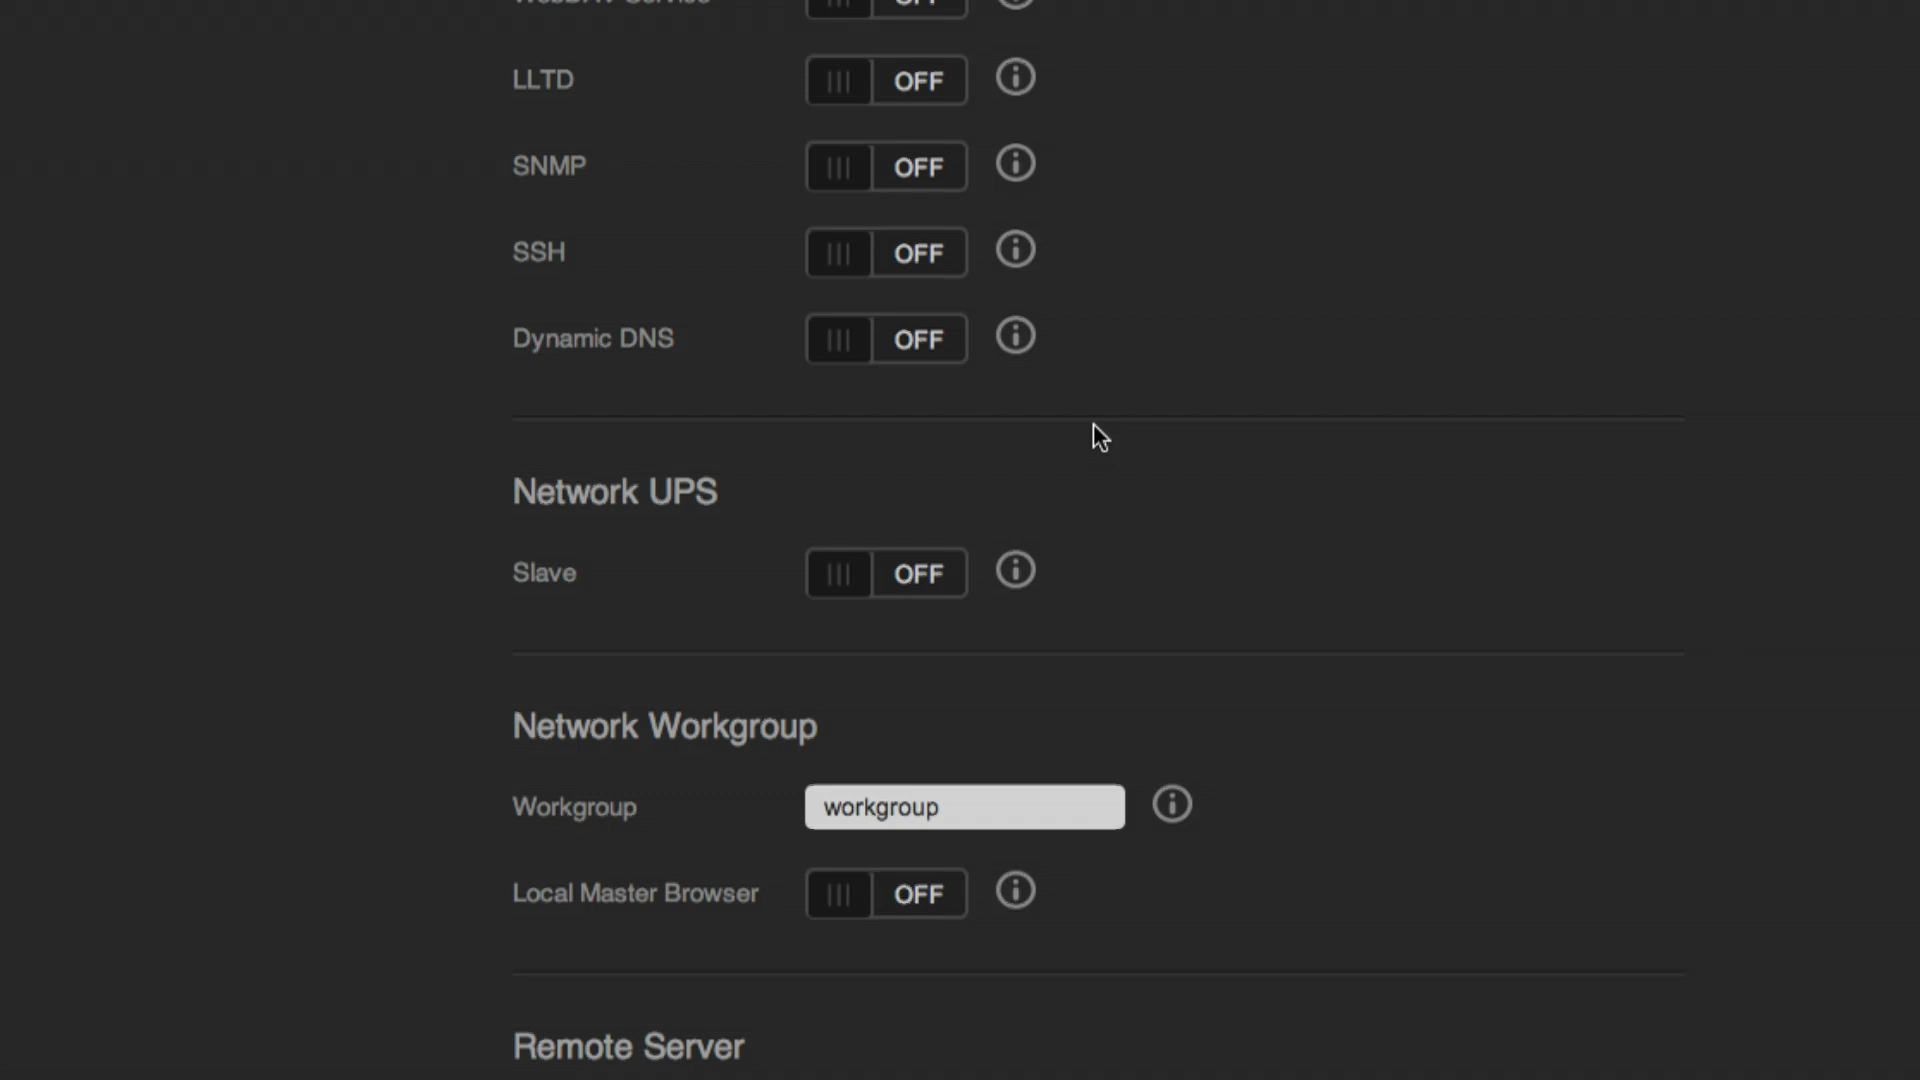 LLTD OFF
SNMP OFF
SSH OFF
Dynamic DNS OFF
Network UPS
Slave OFF
Network Workgroup
Workgroup workgroup
Local Master Browser OFF
Remote Server